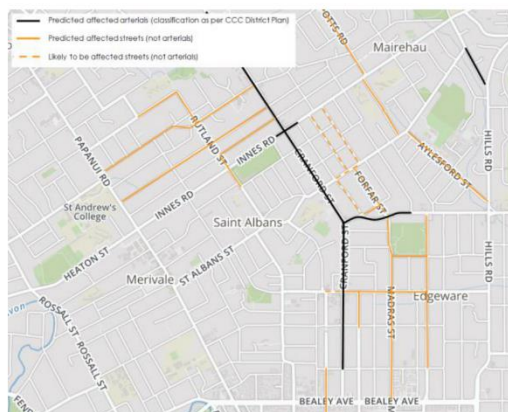 Predicted affected arterials (classification as per CCC District Plan)
Predicted affected streets (not arterials)
Likely to be affected streets (not arterials)
OTTS RD
Mairehau
PAPANUI RD
RUTLAND ST
INNES RD
CRANFORD ST
FORFAR ST
AYLESFORD ST
HILLS RD
St Andrew's
College
INNES RD
Saint Albans
HEATON ST
Merivale
ST ALBANS ST
CRANFORD ST
HILLS RD
MADRAS ST
Edgeware
ROSSALL ST
ROSSALL ST
BEALEY AVE
BEALEY AVE
FEN